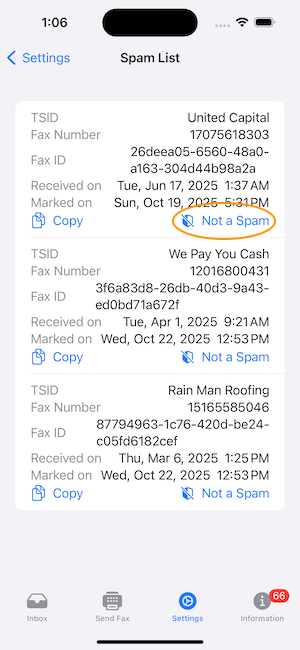 1:06
Settings
Spam List
TSID United Capital
Fax Number 17075618303
Fax ID 26deea05-6560-48a0-
a163-304d44b98a2a
Received on Tue, Jun 17, 2025 1:37 AM
Marked on Sun, Oct 19, 2025 5:31 PM
Copy Not a Spam
TSID We Pay You Cash
Fax Number 12016800431
Fax ID 3f6a83d8-26db-40d3-9a43-
ed0bd71a672f
Received on Tue, Apr 1, 2025 9:21 AM
Marked on Wed, Oct 22, 2025 12:53 PM
Copy Not a Spam
TSID Rain Man Roofing
Fax Number 15165585046
Fax ID 87794963-1c76-420d-be24-
c05fd6182cef
Received on Thu, Mar 6, 2025 1:25 PM
Marked on Wed, Oct 22, 2025 12:53 PM
Copy Not a Spam
66
Inbox Send Fax Settings Information